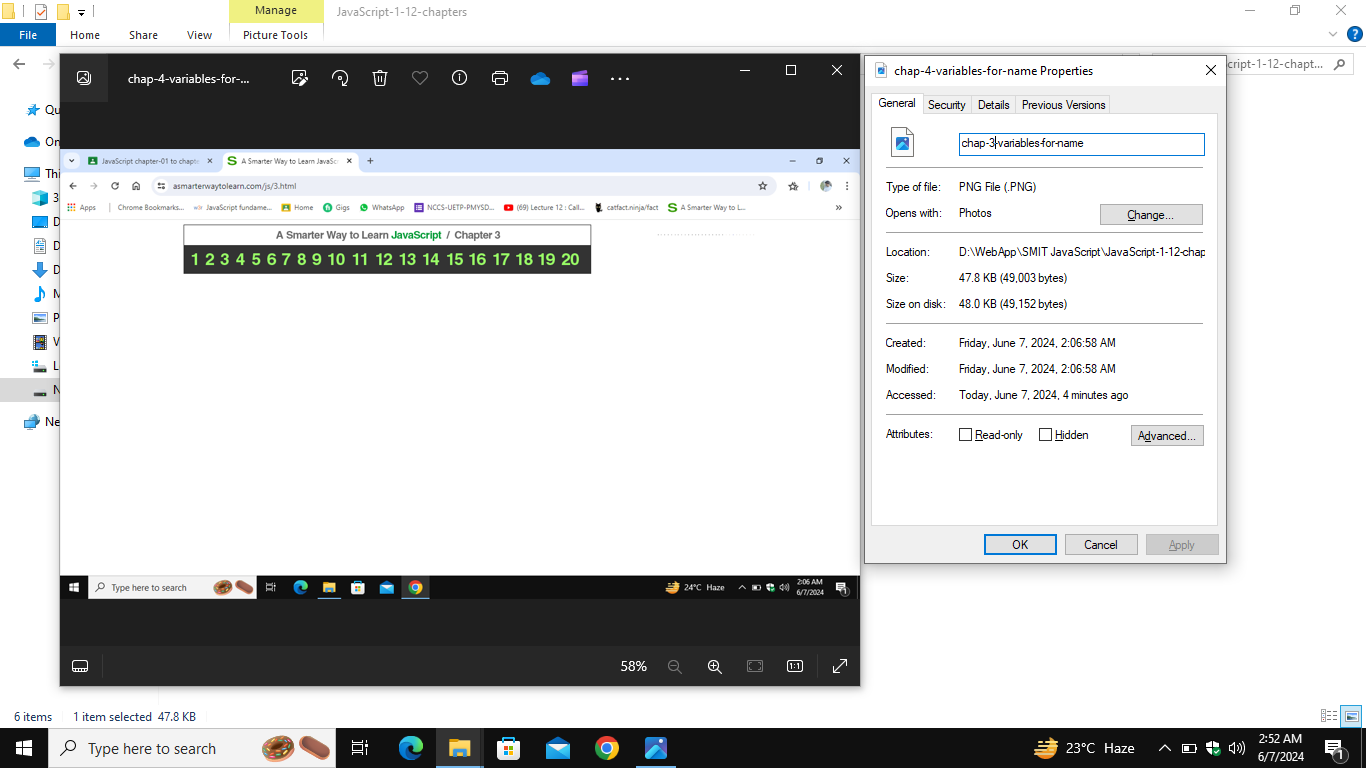 Manage
JavaScript-1-12-chapters
File
Home
Share
View
Picture Tools
chap-4-variables-for-...
cript-1-12-chapt...
Qu
On
Thi
3
D
D
D
M
P
V
L
N
Ne
JavaScript chapter-01 to chapte
A Smarter Way to Learn JavaSc
asmarterwaytolearn.com/js/3.html
Apps
Chrome Bookmarks...
JavaScript fundame...
Home
Gigs
WhatsApp
NCCS-UETP-PMYSD...
(69) Lecture 12 : Call...
catfact.ninja/fact
A Smarter Way to L...
A Smarter Way to Learn JavaScript / Chapter 3
1 2 3 4 5 6 7 8 9 10 11 12 13 14 15 16 17 18 19 20
Type here to search
24°C Haze
2:06 AM
6/7/2024
1
58%
1:1
chap-4-variables-for-name Properties
General
Security
Details
Previous Versions
chap-3-variables-for-name
Type of file: PNG File (.PNG)
Opens with: Photos
Change...
Location: D:\WebApp\SMIT JavaScript\JavaScript-1-12-chap
Size: 47.8 KB (49,003 bytes)
Size on disk: 48.0 KB (49,152 bytes)
Created: Friday, June 7, 2024, 2:06:58 AM
Modified: Friday, June 7, 2024, 2:06:58 AM
Accessed: Today, June 7, 2024, 4 minutes ago
Attributes: Read-only Hidden
Advanced...
OK
Cancel
Apply
6 items
1 item selected 47.8 KB
Type here to search
23°C Haze
2:52 AM
6/7/2024
1